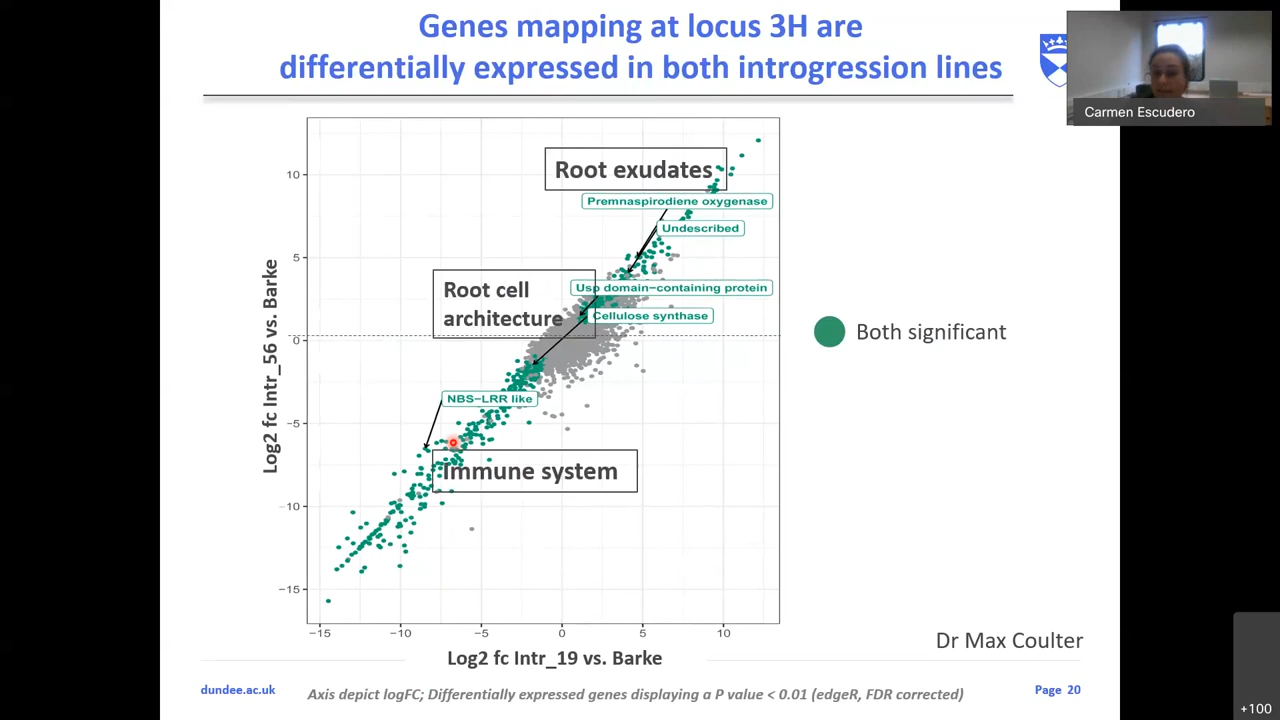 Genes mapping at locus 3H are
differentially expressed in both introgression lines
Carmen Escudero
Root exudates
Premnaspirodiene oxygenase
Undescribed
Root cell
architecture
Usp domain−containing protein
Cellulose synthase
NBS−LRR like
Immune system
Both significant
10
5
0
−5
−10
−15
Log2 fc Intr_56 vs. Barke
−15 −10 −5 0 5 10
Log2 fc Intr_19 vs. Barke
Dr Max Coulter
dundee.ac.uk
Axis depict logFC; Differentially expressed genes displaying a P value < 0.01 (edgeR, FDR corrected)
Page 20
+100